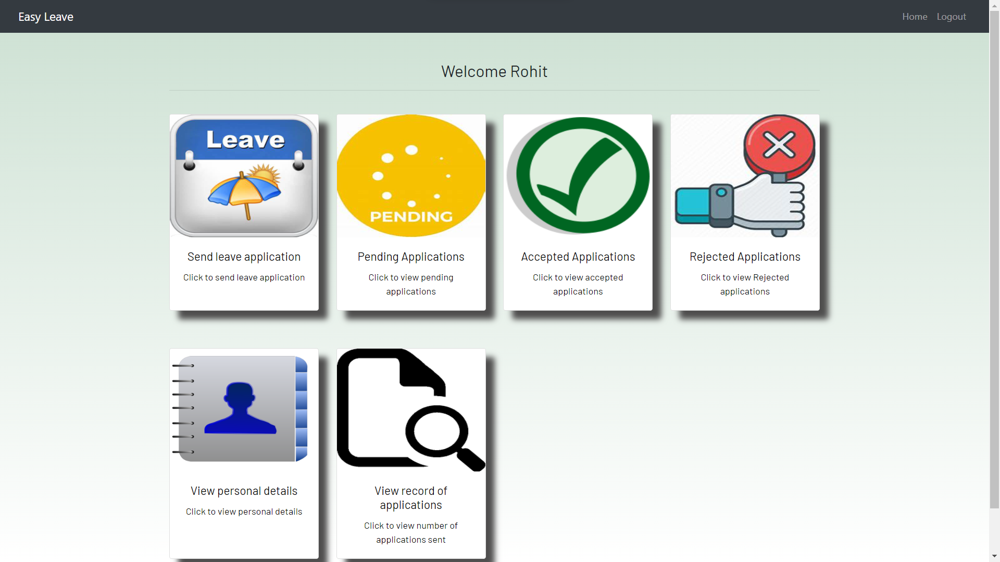 Easy Leave
Home
Logout
Welcome Rohit
Leave
PENDING
Send leave application
Click to send leave application
Pending Applications
Click to view pending
applications
Accepted Applications
Click to view accepted
applications
Rejected Applications
Click to view Rejected
applications
View personal details
Click to view personal details
View record of
applications
Click to view number of
applications sent